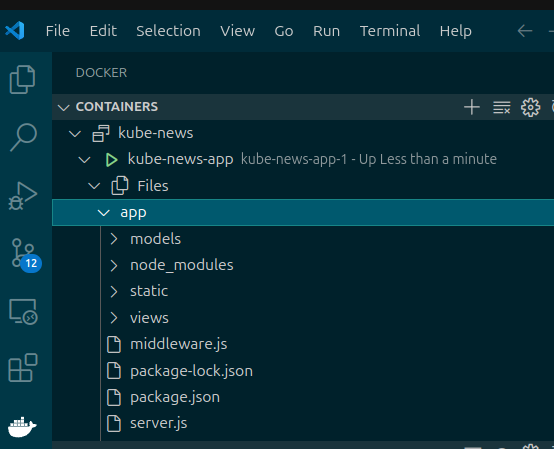 File Edit Selection View Go Run Terminal Help
DOCKER
CONTAINERS
kube-news
kube-news-app kube-news-app-1 - Up Less than a minute
Files
app
models
node_modules
static
12
views
middleware.js
package-lock.json
package.json
server.js